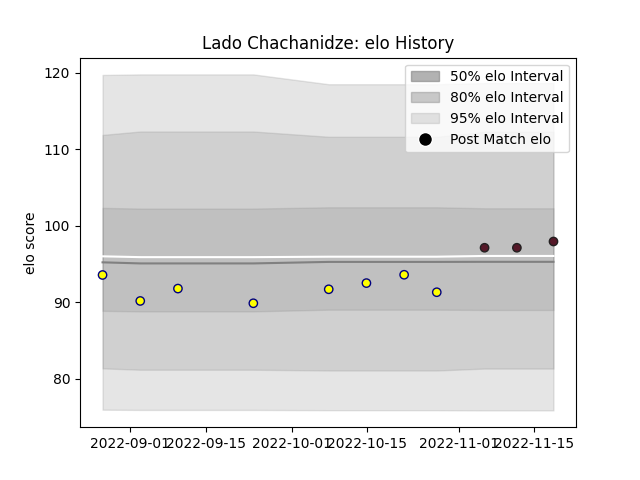 Lado Chachanidze: elo History
50% elo Interval
80% elo Interval
95% elo Interval
Post Match elo
elo score
120
110
100
90
80
2022-09-01
2022-09-15
2022-10-01
2022-10-15
2022-11-01
2022-11-15